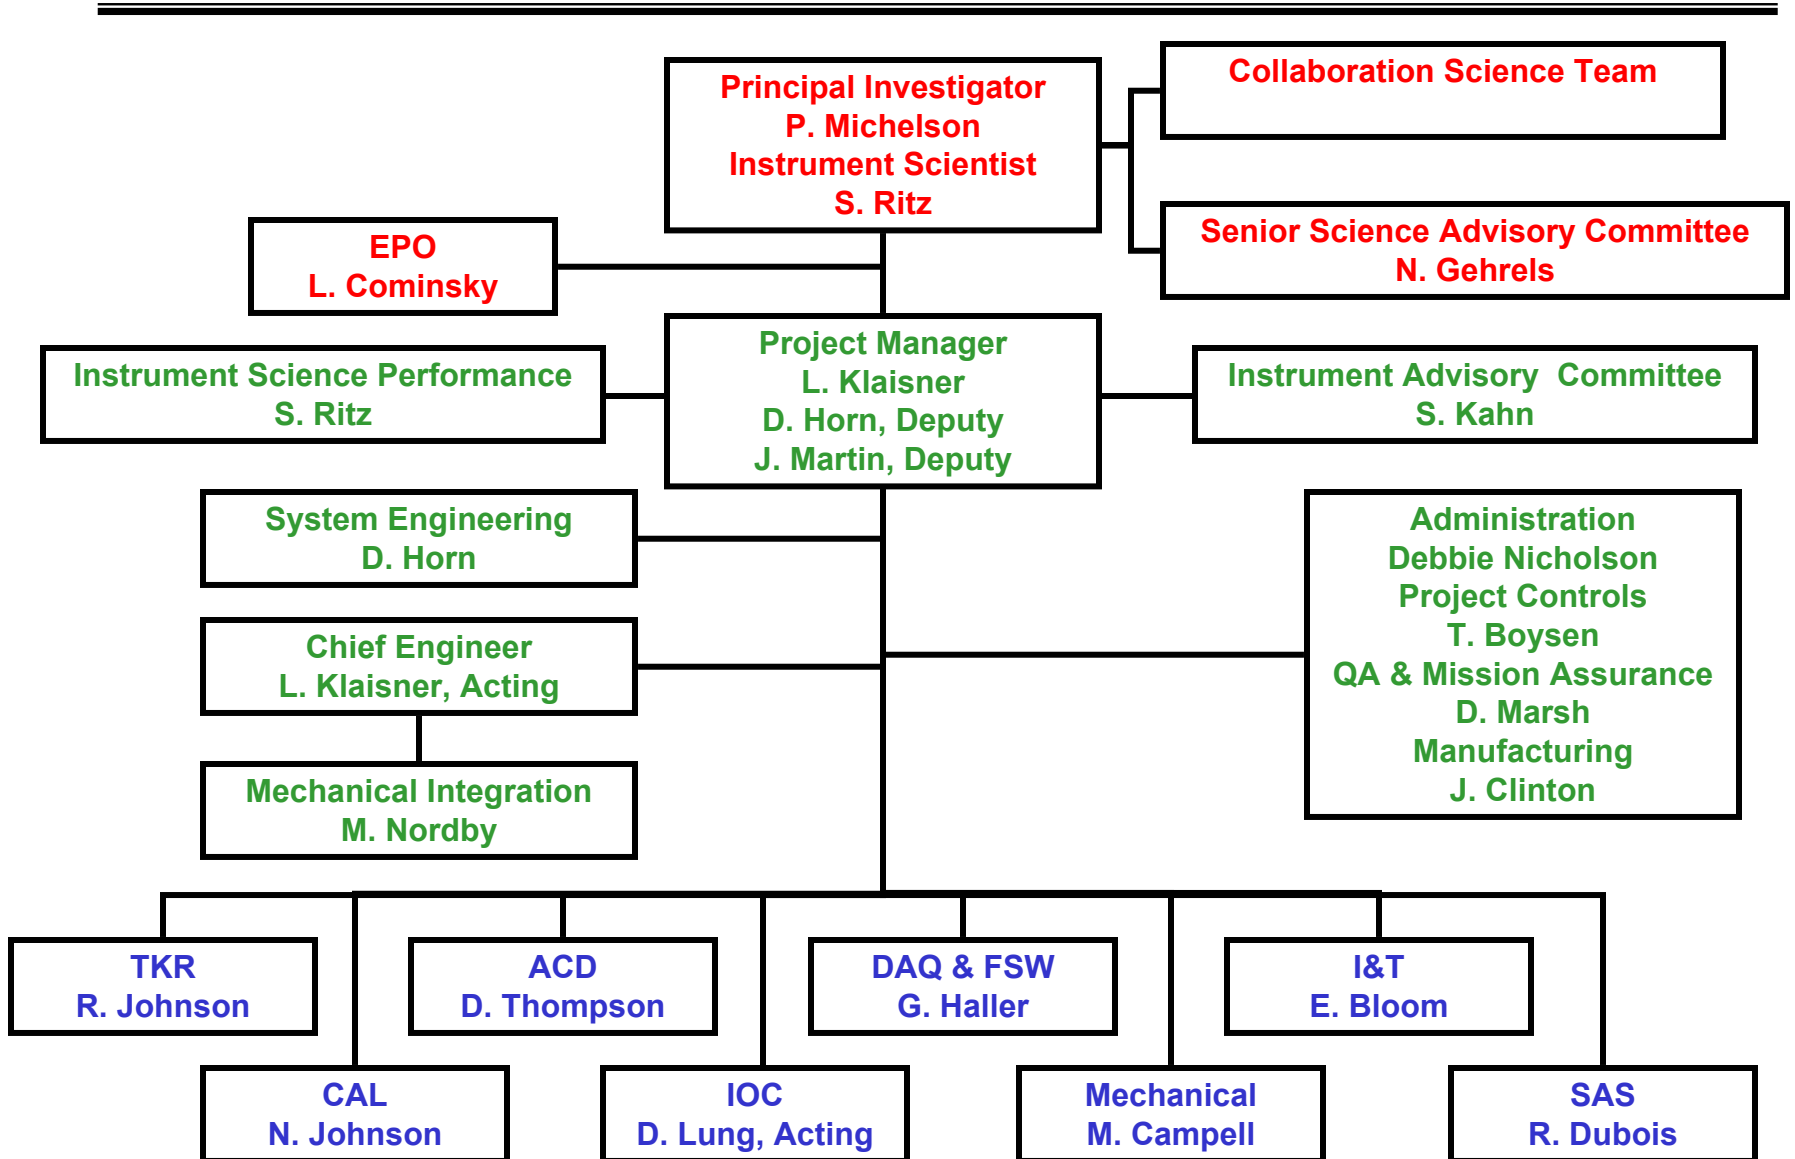 Principal Investigator
P. Michelson
Instrument Scientist
S. Ritz
Collaboration Science Team
Senior Science Advisory Committee
N. Gehrels
EPO
L. Cominsky
Project Manager
L. Klaisner
D. Horn, Deputy
J. Martin, Deputy
Instrument Science Performance
S. Ritz
Instrument Advisory Committee
S. Kahn
System Engineering
D. Horn
Chief Engineer
L. Klaisner, Acting
Mechanical Integration
M. Nordby
Administration
Debbie Nicholson
Project Controls
T. Boysen
QA & Mission Assurance
D. Marsh
Manufacturing
J. Clinton
TKR
R. Johnson
ACD
D. Thompson
DAQ & FSW
G. Haller
I&T
E. Bloom
CAL
N. Johnson
IOC
D. Lung, Acting
Mechanical
M. Campell
SAS
R. Dubois